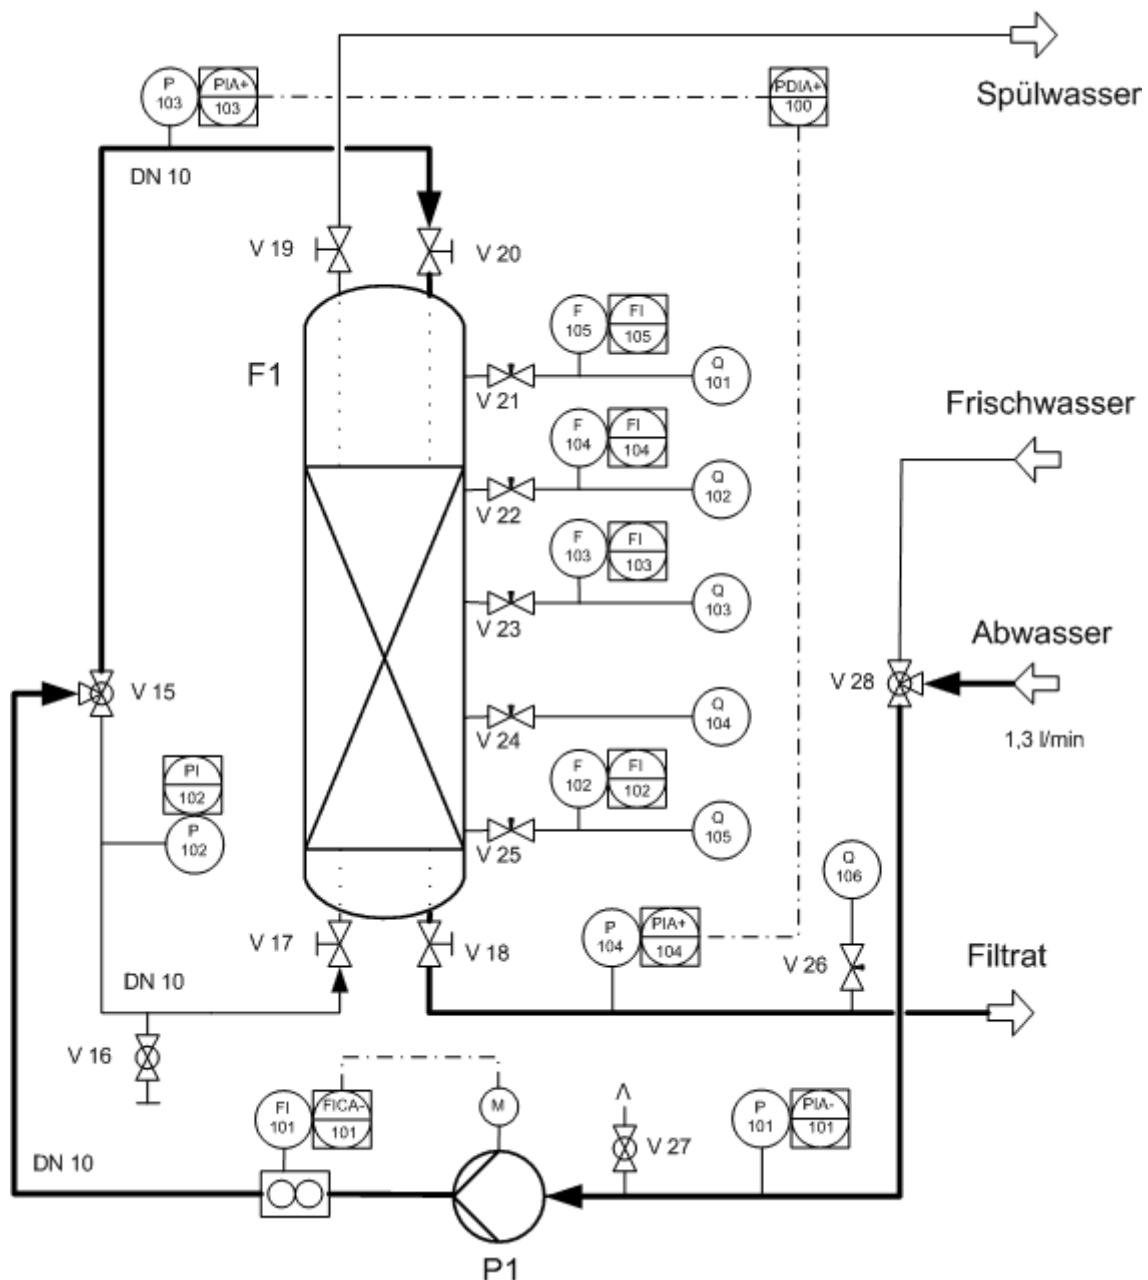 Spülwasser
P
103
PIA+
103
PDIA+
100
DN 10
V 19
V 20
F1
F
105
FI
105
Q
101
V 21
F
104
FI
104
Q
102
V 22
Frischwasser
F
103
FI
103
Q
103
V 23
Abwasser
V 15
V 28
1,3 l/min
Q
104
V 24
PI
102
P
102
F
102
FI
102
Q
105
V 25
Q
106
V 17
V 18
P
104
PIA+
104
V 26
Filtrat
DN 10
V 16
FI
101
FICA-
101
M
V 27
P
101
PIA-
101
DN 10
P1